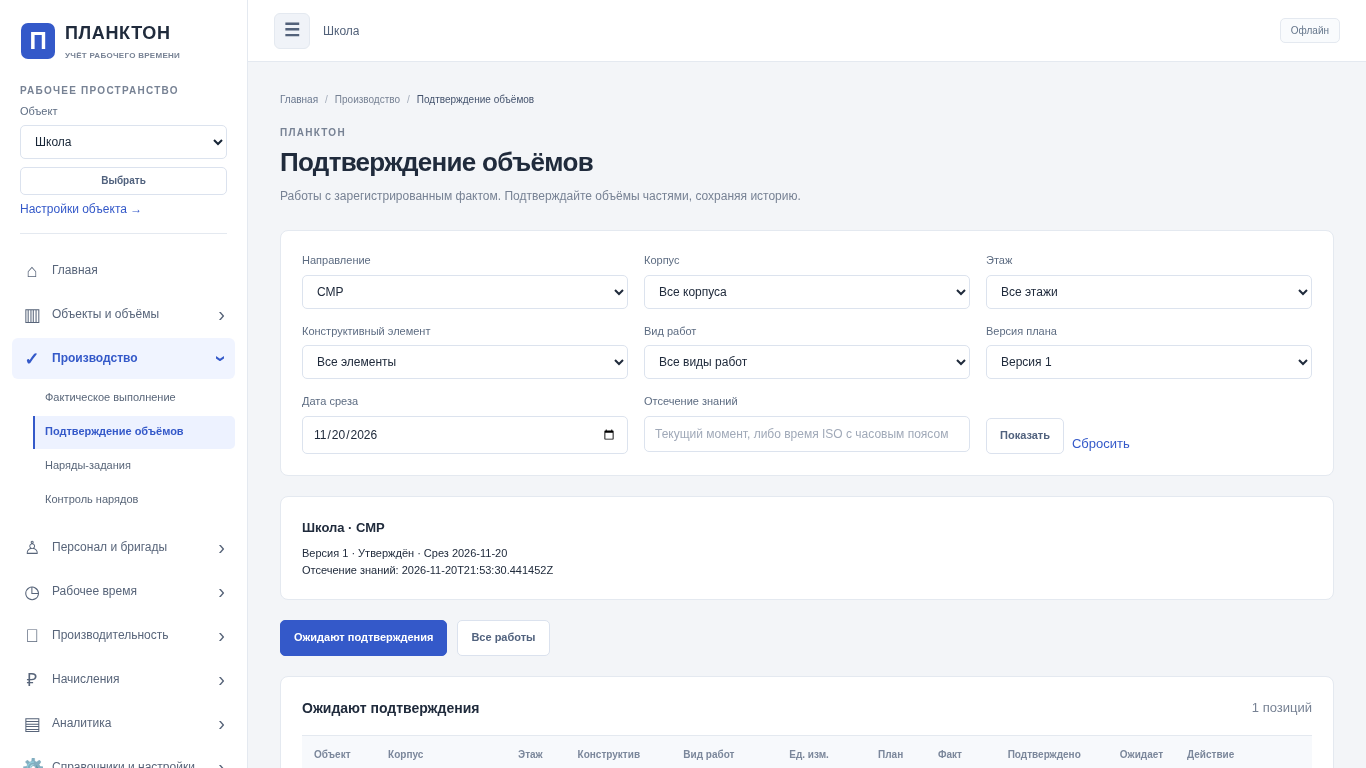 П ПЛАНКТОН
УЧЁТ РАБОЧЕГО ВРЕМЕНИ
РАБОЧЕЕ ПРОСТРАНСТВО
Объект
Школа
Выбрать
Настройки объекта →
Главная
Объекты и объёмы
Производство
Фактическое выполнение
Подтверждение объёмов
Наряды-задания
Контроль нарядов
Персонал и бригады
Рабочее время
Производительность
Начисления
Аналитика
Справочники и настройки
Школа
Офлайн
Главная / Производство / Подтверждение объёмов
ПЛАНКТОН
Подтверждение объёмов
Работы с зарегистрированным фактом. Подтверждайте объёмы частями, сохраняя историю.
Направление Корпус Этаж
СМР Все корпуса Все этажи
Конструктивный элемент Вид работ Версия плана
Все элементы Все виды работ Версия 1
Дата среза Отсечение знаний
11/20/2026 Текущий момент, либо время ISO с часовым поясом Показать Сбросить
Школа · СМР
Версия 1 · Утверждён · Срез 2026-11-20
Отсечение знаний: 2026-11-20T21:53:30.441452Z
Ожидают подтверждения Все работы
Ожидают подтверждения 1 позиций
Объект Корпус Этаж Конструктив Вид работ Ед. изм. План Факт Подтверждено Ожидает Действие